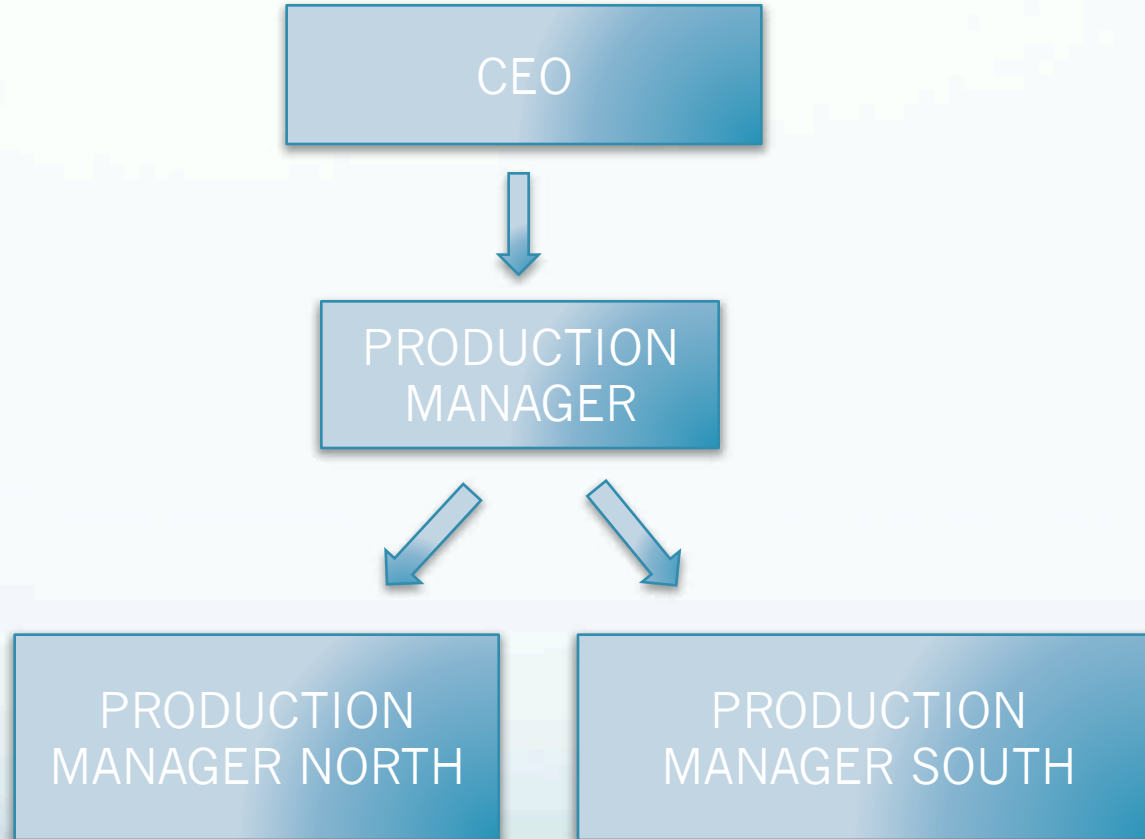 CEO
PRODUCTION
MANAGER
PRODUCTION
MANAGER NORTH
PRODUCTION
MANAGER SOUTH